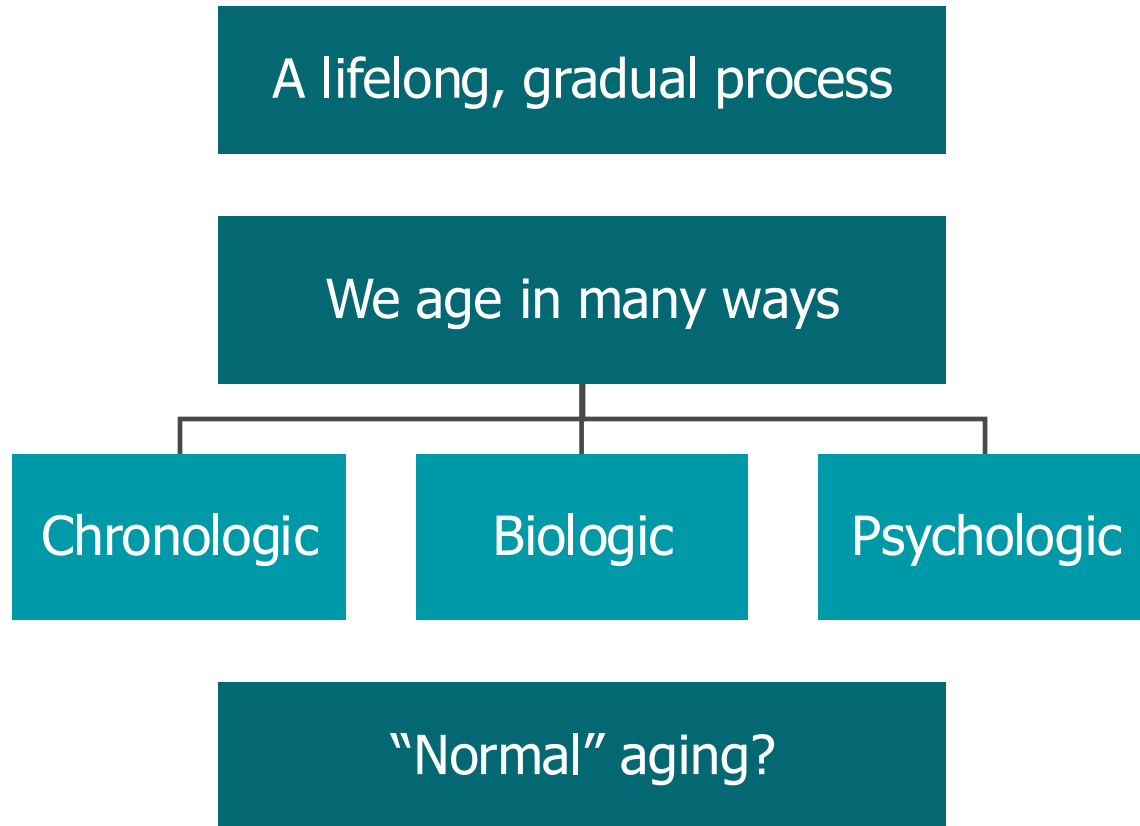 A lifelong, gradual process
We age in many ways
Chronologic
Biologic
Psychologic
“Normal” aging?